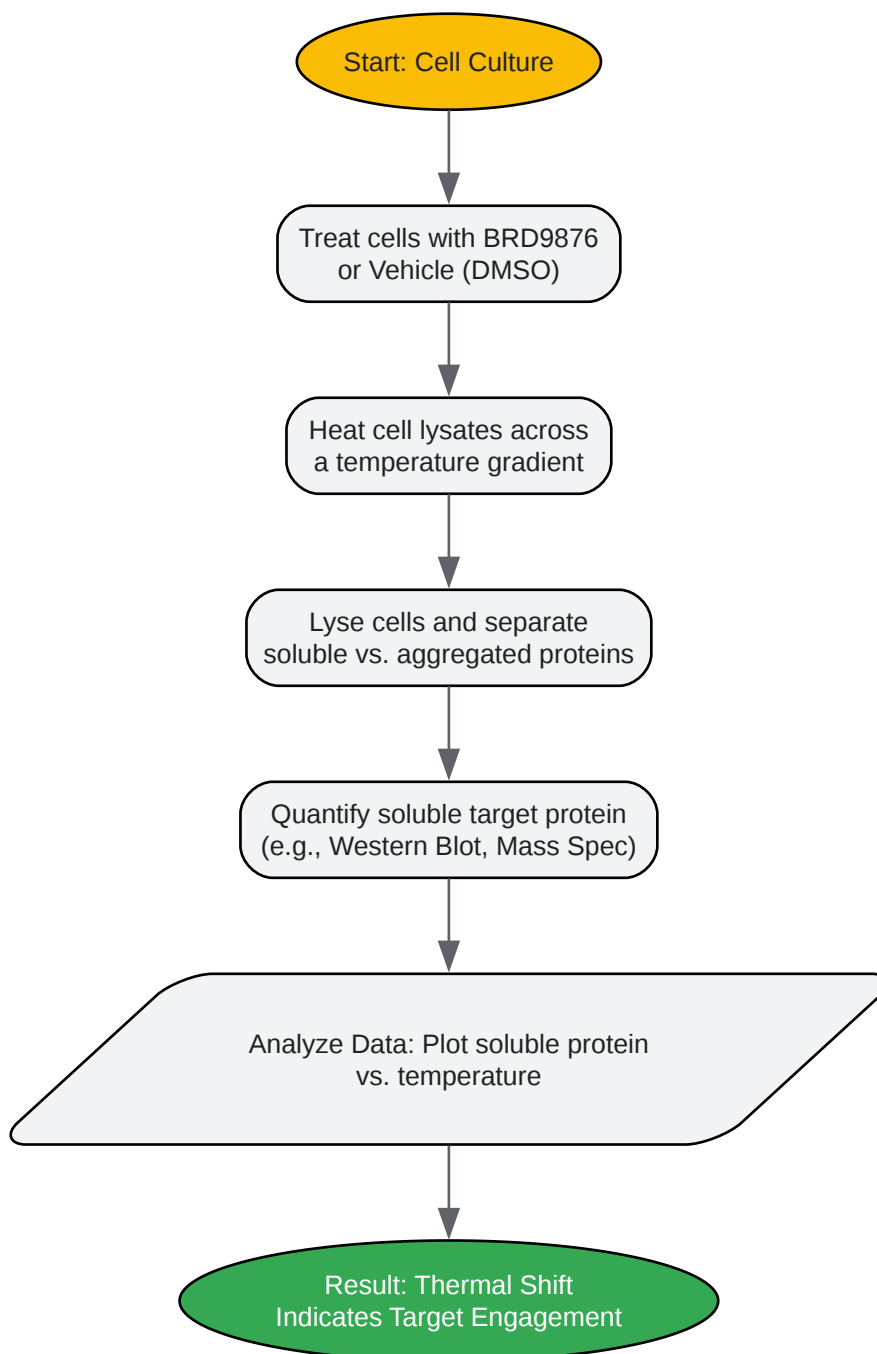 Start: Cell Culture
Treat cells with BRD9876
or Vehicle (DMSO)
Heat cell lysates across
a temperature gradient
Lyse cells and separate
soluble vs. aggregated proteins
Quantify soluble target protein
(e.g., Western Blot, Mass Spec)
Analyze Data: Plot soluble protein
vs. temperature
Result: Thermal Shift
Indicates Target Engagement